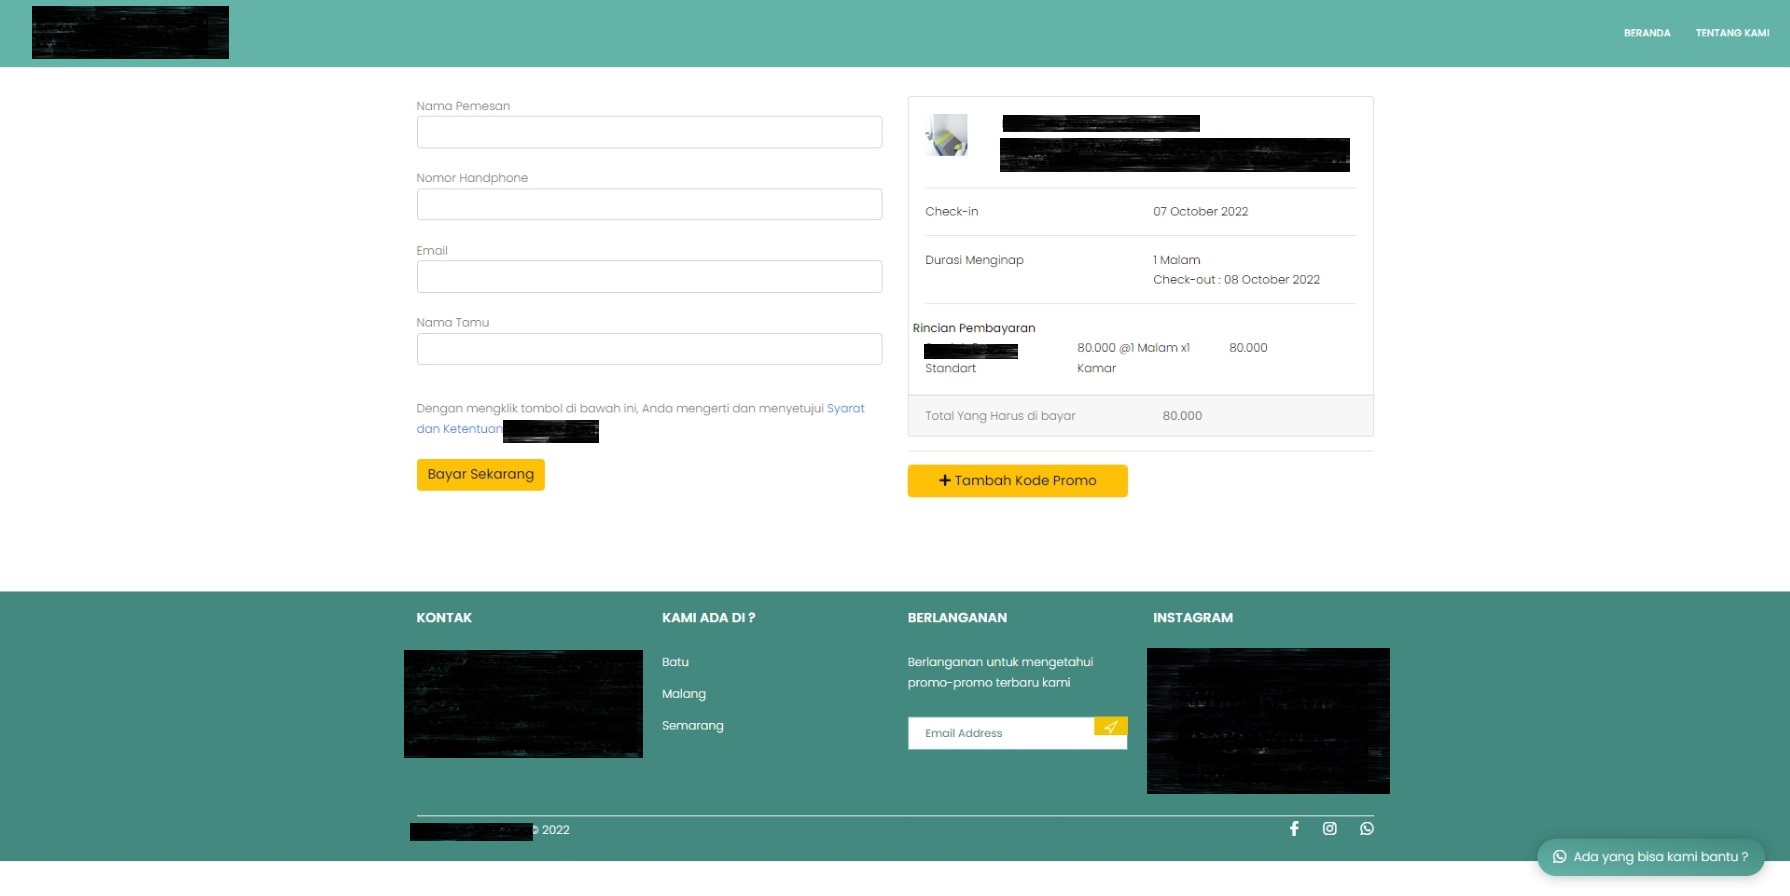 BERANDA
TENTANG KAMI
Nama Pemesan
Nomor Handphone
Email
Nama Tamu
Dengan mengklik tombol di bawah ini, Anda mengerti dan menyetujui Syarat
dan Ketentuan
Bayar Sekarang
Check-in
07 October 2022
Durasi Menginap
1 Malam
Check-out : 08 October 2022
Rincian Pembayaran
80.000 @1 Malam x1
80.000
Standart
Kamar
Total Yang Harus di bayar
80.000
Tambah Kode Promo
KONTAK
KAMI ADA DI ?
Batu
Malang
Semarang
BERLANGANAN
Berlanganan untuk mengetahui
promo-promo terbaru kami
Email Address
INSTAGRAM
© 2022
Ada yang bisa kami bantu ?